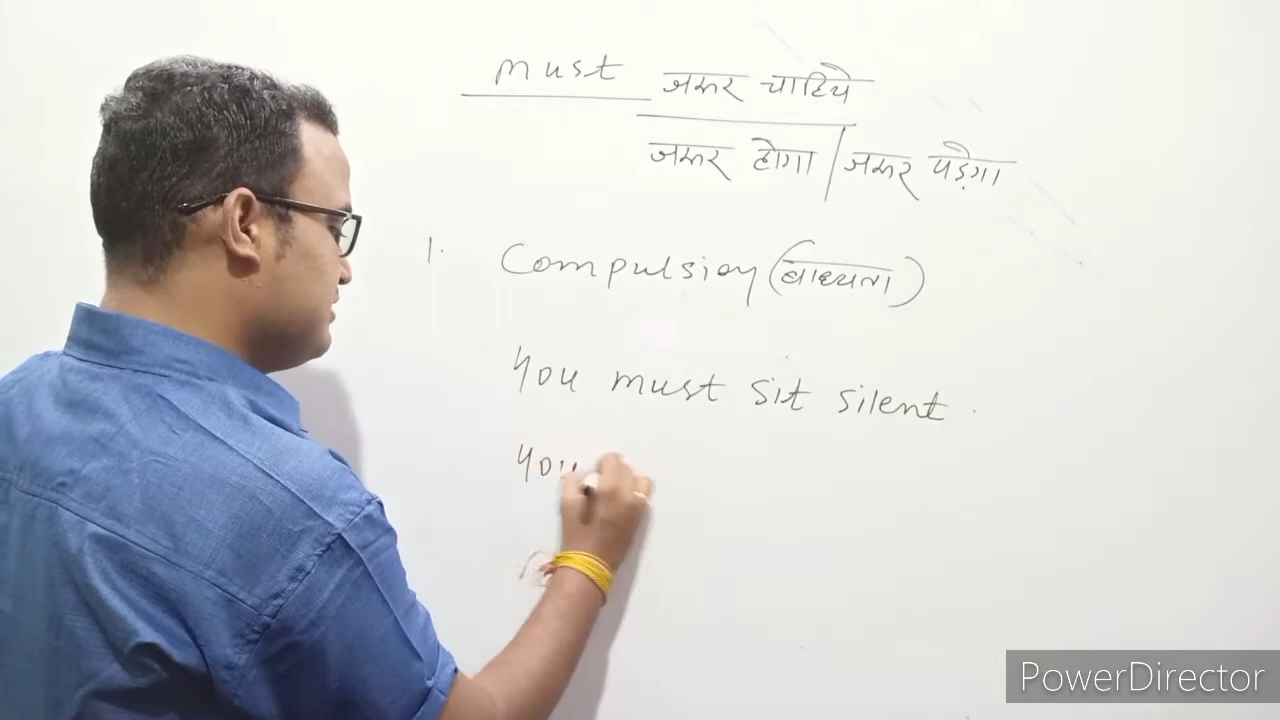 must जरूर चाहिये
जरूर होगा / जरूर पड़ेगा
1. Compulsion (बाध्यता)
You must sit silent.
You
PowerDirector